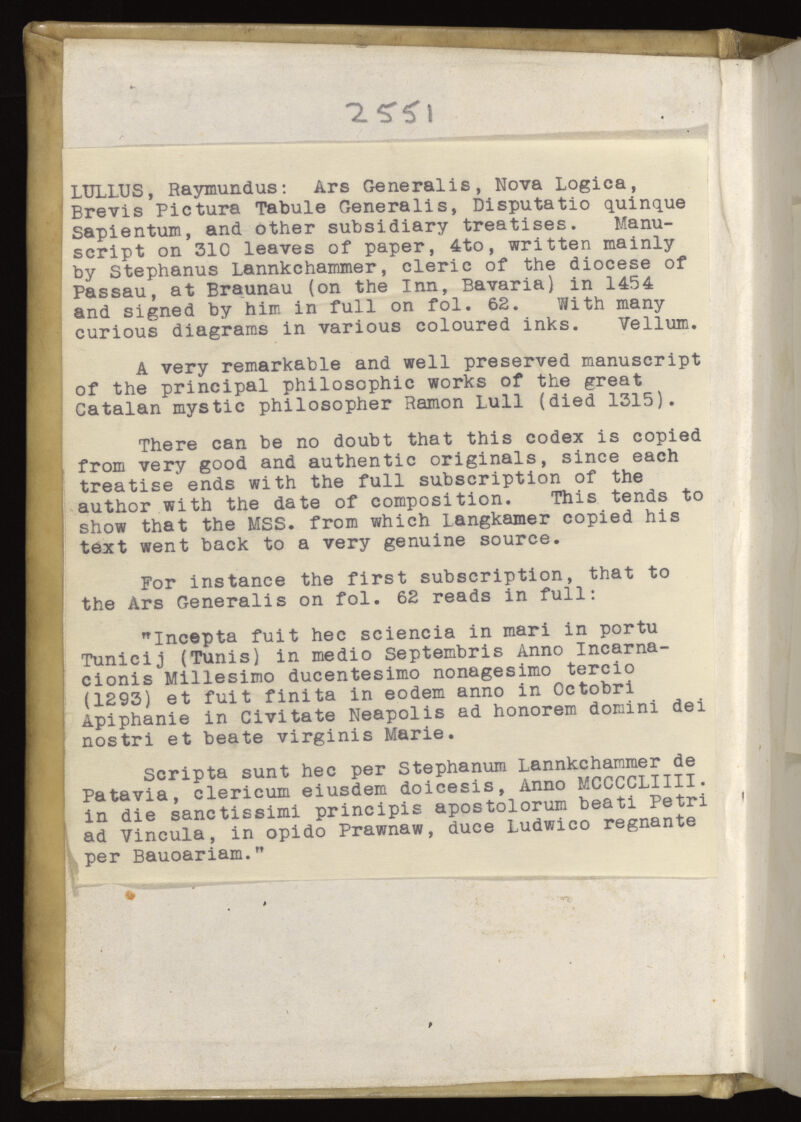 2551
LULLUS, Raymundus: Ars Generalis, Nova Logica,
Brevis Pictura Tabule Generalis, Disputatio quinque
Sapientum, and other subsidiary treatises. Manu-
script on 310 leaves of paper, 4to, written mainly
by Stephanus Lannkchammer, cleric of the diocese of
Passau, at Braunau (on the Inn, Bavaria) in 1454
and signed by him in full on fol. 62. With many
curious diagrams in various coloured inks. Vellum.
A very remarkable and well preserved manuscript
of the principal philosophic works of the great
Catalan mystic philosopher Ramon Lull (died 1315).
There can be no doubt that this codex is copied
from very good and authentic originals, since each
treatise ends with the full subscription of the
author with the date of composition. This tends to
show that the MSS. from which Langkamer copied his
text went back to a very genuine source.
For instance the first subscription, that to
the Ars Generalis on fol. 62 reads in full:
"Incepta fuit hec sciencia in mari in portu
Tunicij (Tunis) in medio Septembris Anno Incarna-
cionis Millesimo ducentesimo nonagesimo tercio
(1293) et fuit finita in eodem anno in Octobri
Apiphanie in Civitate Neapolis ad honorem domini dei
nostri et beate virginis Marie.
Scripta sunt hec per Stephanum Lannkchammer de
Patavia, clericum eiusdem doicesis, Anno MCCCCLIIII.
in die sanctissimi principis apostolorum beati Petri
ad Vincula, in opido Prawnaw, duce Ludwico regnante
per Bauoariam."